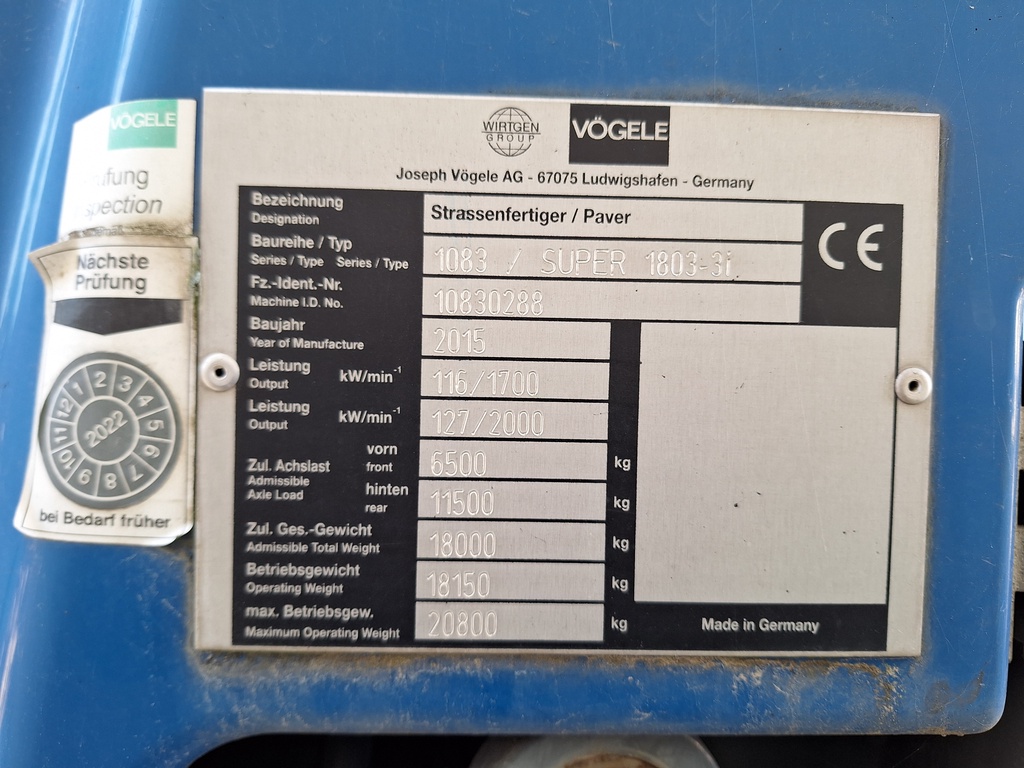 VÖGELE
Prüfung
Inspection
Nächste
Prüfung
1 2 3 4 5 6 7 8 9 10 11 12
2022
bei Bedarf früher
WIRTGEN
GROUP
VÖGELE
Joseph Vögele AG - 67075 Ludwigshafen - Germany
Bezeichnung
Designation
Strassenfertiger / Paver
CE
Baureihe / Typ
Series / Type Series / Type
1083 / SUPER 1803-3i
Fz.-Ident.-Nr.
Machine I.D. No.
10830288
Baujahr
Year of Manufacture
2015
Leistung
Output
kW/min⁻¹
116/1700
Leistung
Output
kW/min⁻¹
127/2000
Zul. Achslast
Admissible
Axle Load
vorn
front
6500 kg
hinten
rear
11500 kg
Zul. Ges.-Gewicht
Admissible Total Weight
18000 kg
Betriebsgewicht
Operating Weight
18150 kg
max. Betriebsgew.
Maximum Operating Weight
20800 kg
Made in Germany